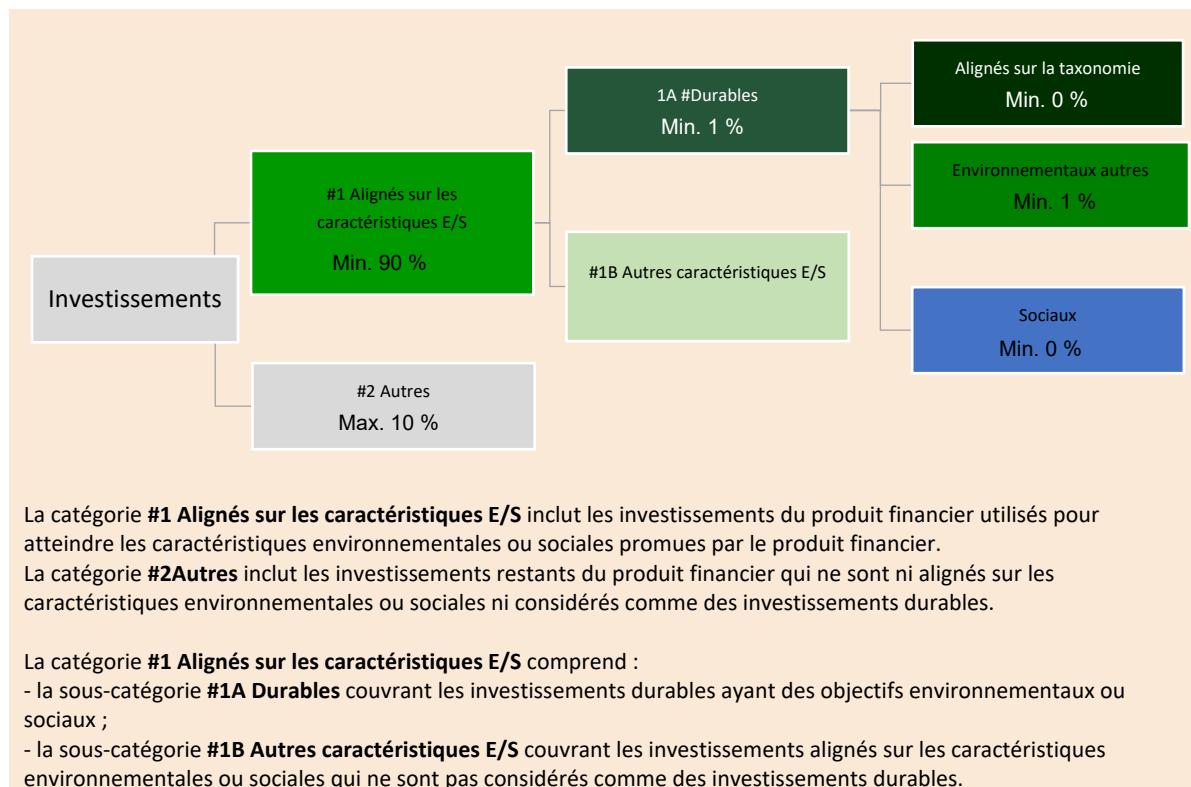 Investissements
#1 Alignés sur les
caractéristiques E/S
Min. 90 %
#2 Autres
Max. 10 %
1A #Durables
Min. 1 %
#1B Autres caractéristiques E/S
Alignés sur la taxonomie
Min. 0 %
Environnementaux autres
Min. 1 %
Sociaux
Min. 0 %
La catégorie #1 Alignés sur les caractéristiques E/S inclut les investissements du produit financier utilisés pour
atteindre les caractéristiques environnementales ou sociales promues par le produit financier.
La catégorie #2Autres inclut les investissements restants du produit financier qui ne sont ni alignés sur les
caractéristiques environnementales ou sociales ni considérés comme des investissements durables.
La catégorie #1 Alignés sur les caractéristiques E/S comprend :
- la sous-catégorie #1A Durables couvrant les investissements durables ayant des objectifs environnementaux ou
sociaux ;
- la sous-catégorie #1B Autres caractéristiques E/S couvrant les investissements alignés sur les caractéristiques
environnementales ou sociales qui ne sont pas considérés comme des investissements durables.